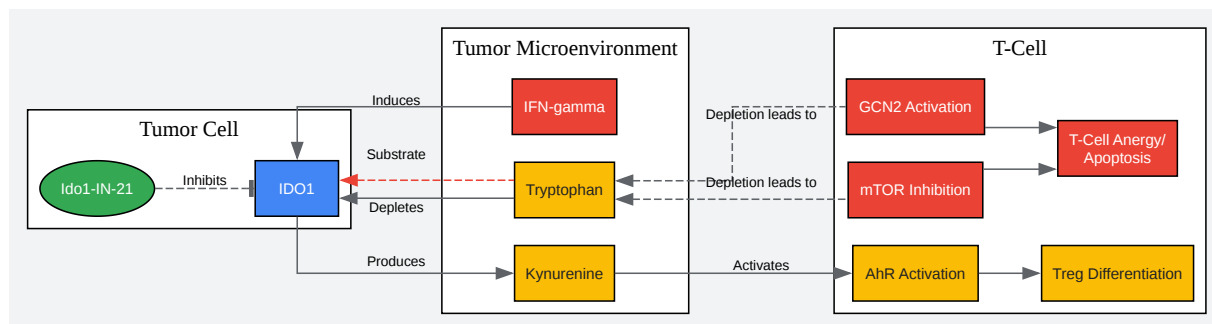 Tumor Microenvironment
T-Cell
IFN-gamma
GCN2 Activation
Induces
Depletion leads to
Tumor Cell
T-Cell Anergy/
Apoptosis
Substrate
Ido1-IN-21
Inhibits
IDO1
Tryptophan
Depletion leads to
mTOR Inhibition
Depletes
Produces
Kynurenine
Activates
AhR Activation
Treg Differentiation